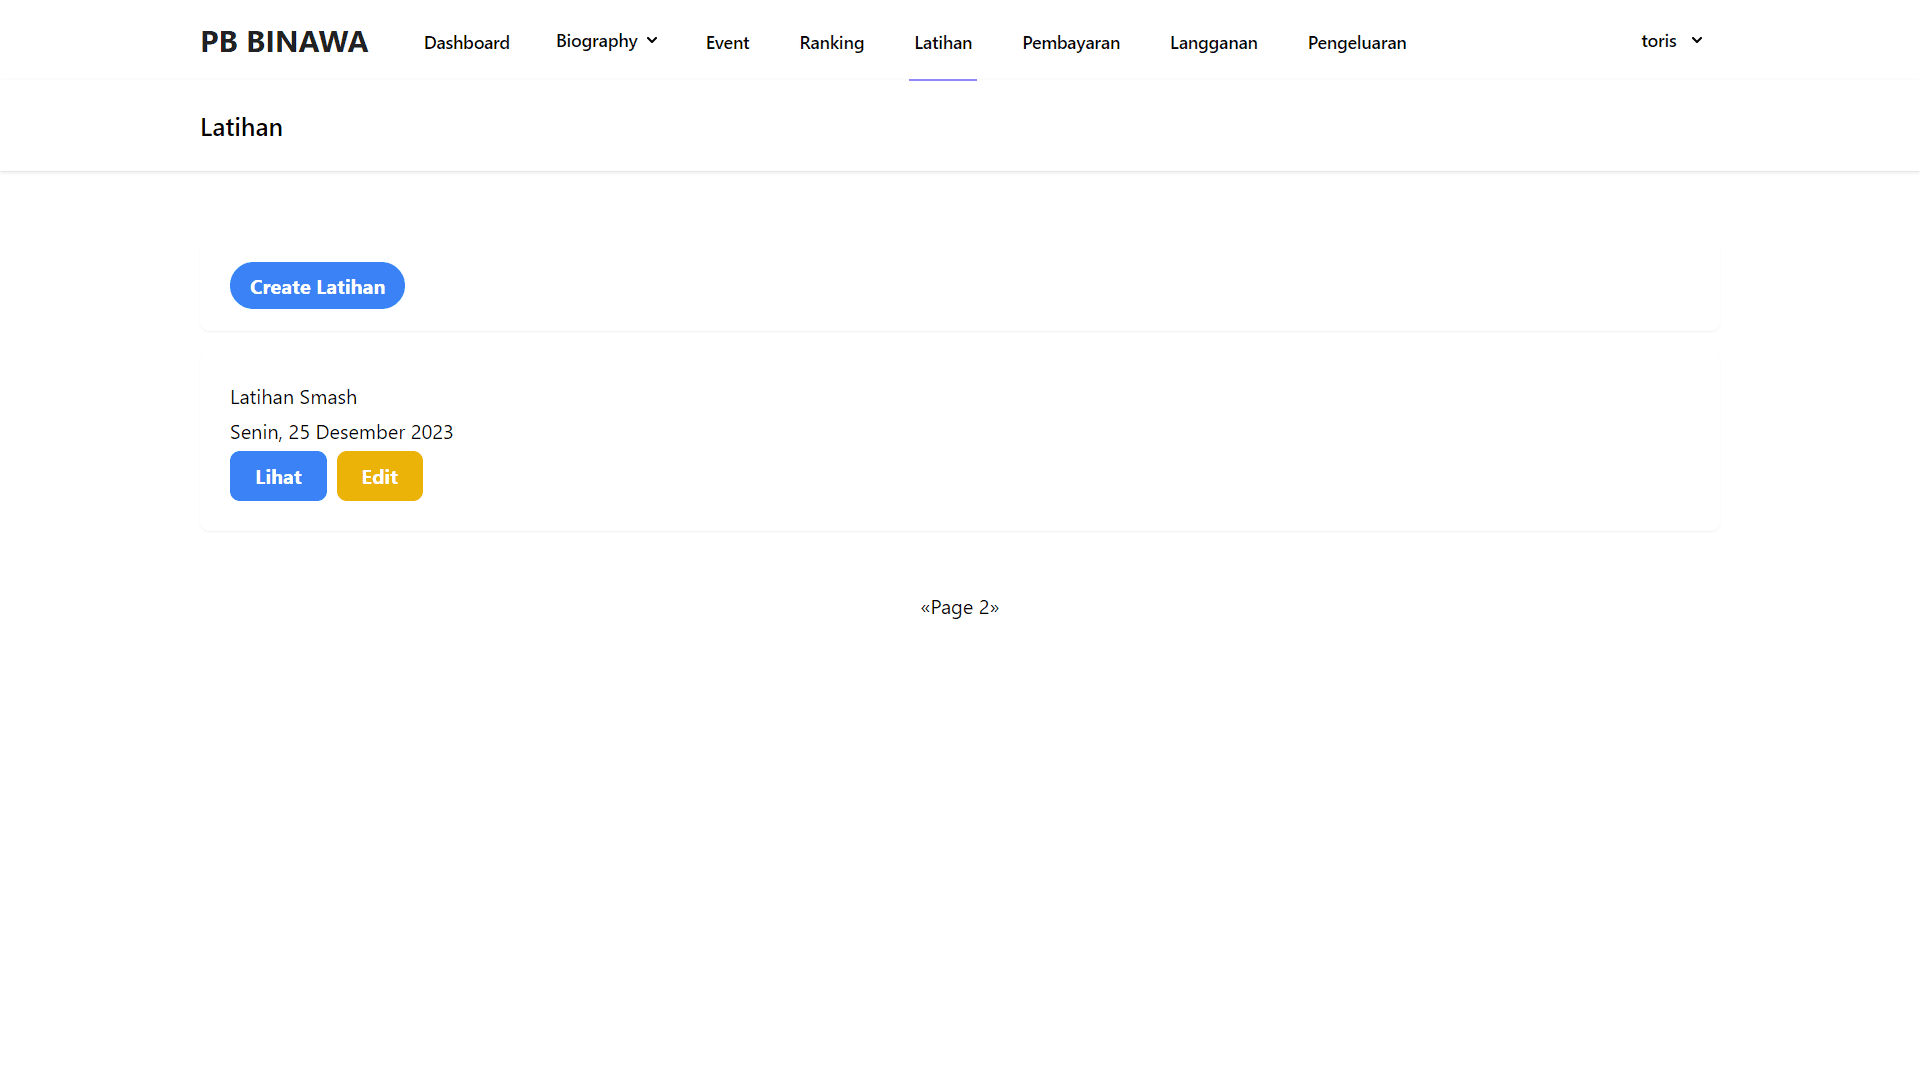 PB BINAWA Dashboard Biography Event Ranking Latihan Pembayaran Langganan Pengeluaran toris
Latihan
Create Latihan
Latihan Smash
Senin, 25 Desember 2023
Lihat Edit
«Page 2»